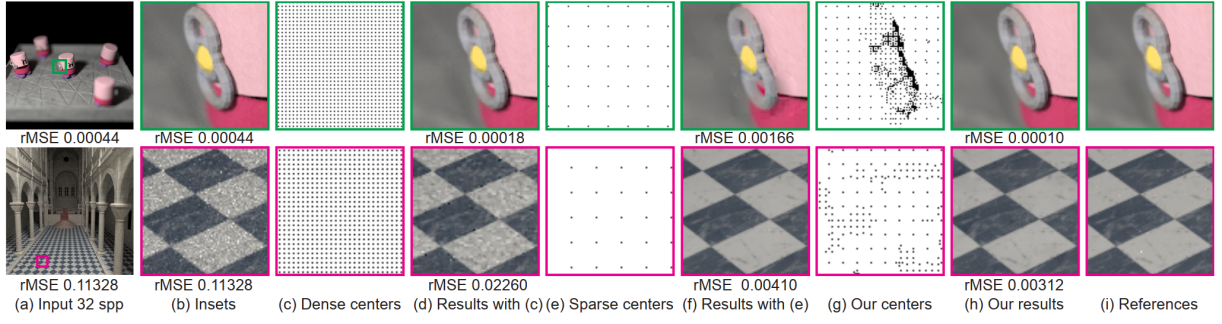 rMSE 0.00044 rMSE 0.00044 rMSE 0.00018 rMSE 0.00166 rMSE 0.00010
rMSE 0.11328 rMSE 0.11328 rMSE 0.02260 rMSE 0.00410 rMSE 0.00312
(a) Input 32 spp (b) Insets (c) Dense centers (d) Results with (c) (e) Sparse centers (f) Results with (e) (g) Our centers (h) Our results (i) References